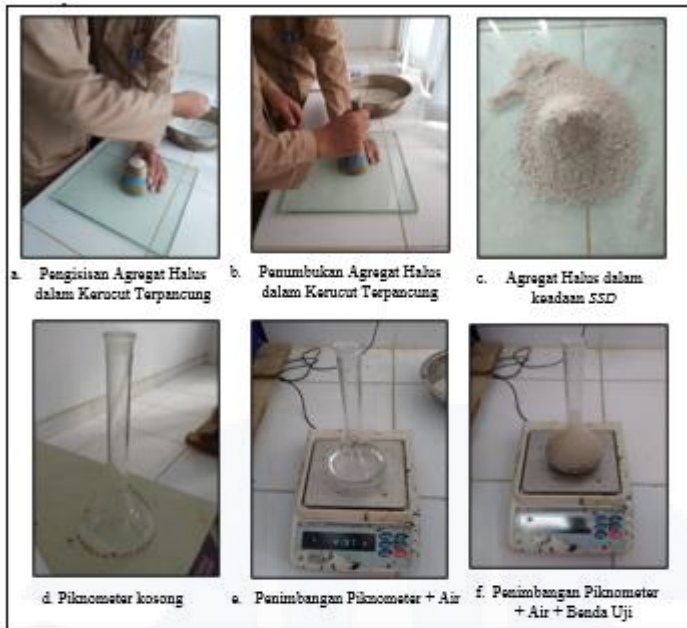 a. Pengisisan Agregat Halus
dalam Kerucut Terpancung
b. Penumbukan Agregat Halus
dalam Kerucut Terpancung
c. Agregat Halus dalam
keadaan SSD
d. Piknometer kosong
e. Penimbangan Piknometer + Air
f. Penimbangan Piknometer
+ Air + Benda Uji